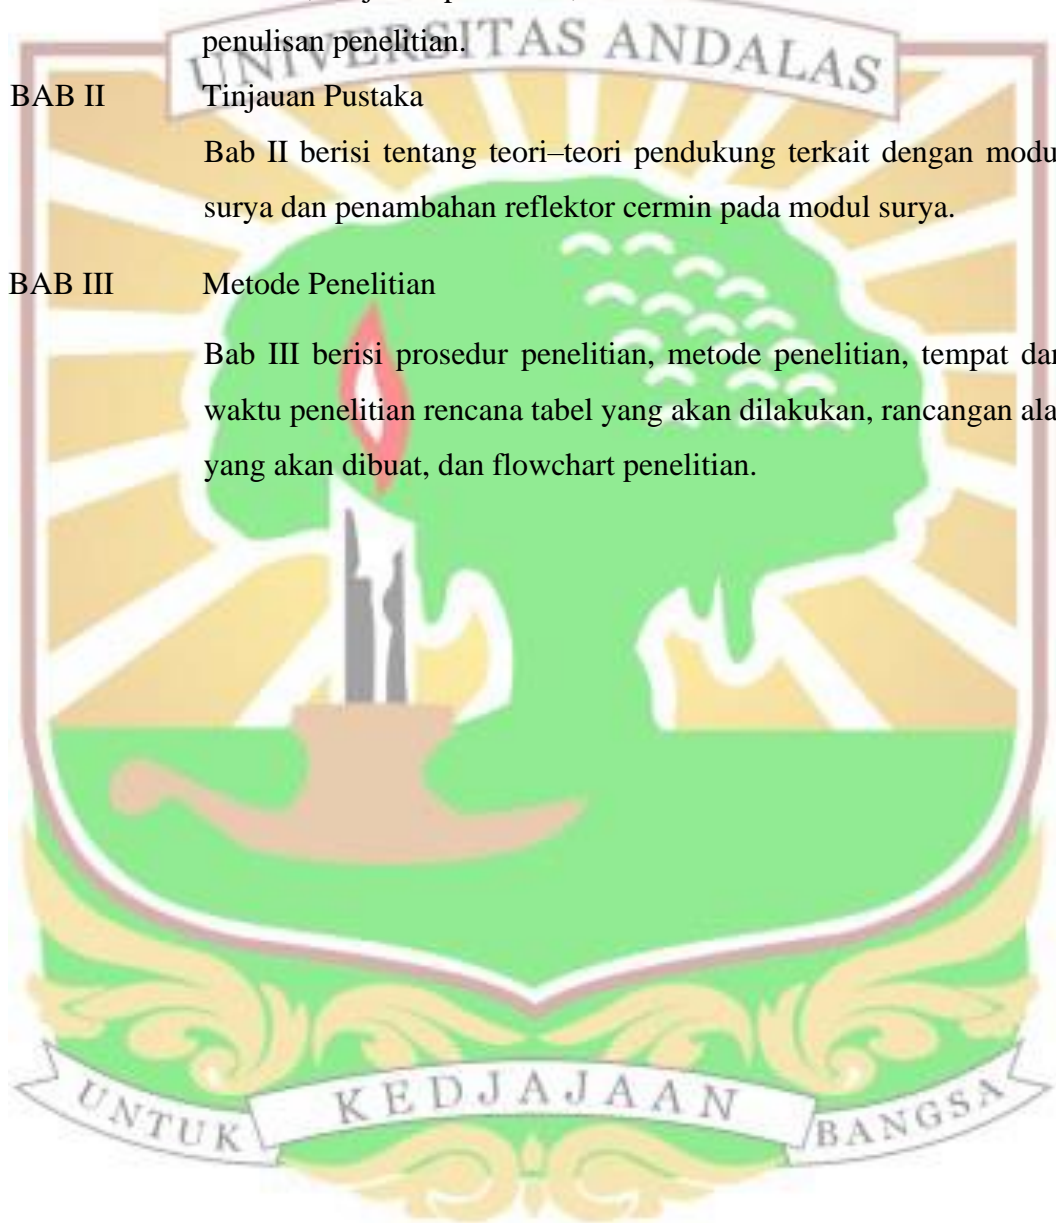 penulisan penelitian.
UNIVERSITAS ANDALAS
BAB II Tinjauan Pustaka
Bab II berisi tentang teori–teori pendukung terkait dengan modu
surya dan penambahan reflektor cermin pada modul surya.
BAB III Metode Penelitian
Bab III berisi prosedur penelitian, metode penelitian, tempat dan
waktu penelitian rencana tabel yang akan dilakukan, rancangan ala
yang akan dibuat, dan flowchart penelitian.
UNTUK KEDJAJAAN BANGSA